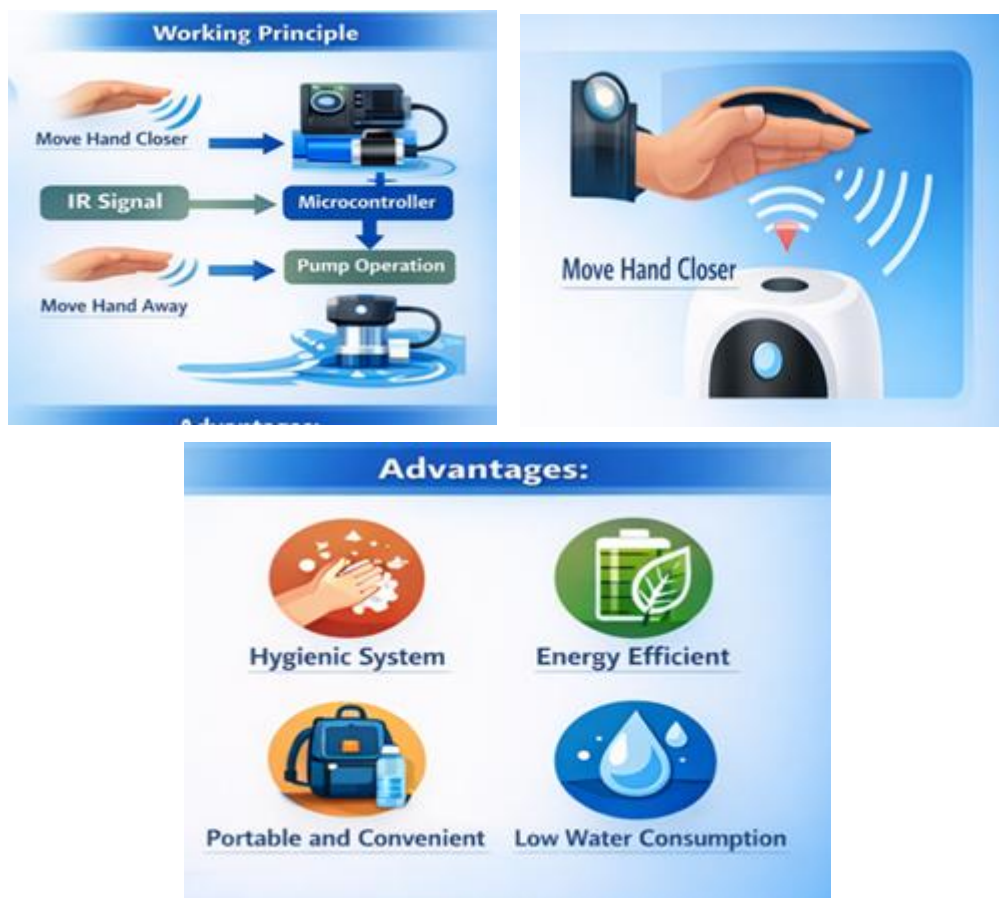 Working Principle
Move Hand Closer
IR Signal
Microcontroller
Pump Operation
Move Hand Away
Advantages:
Move Hand Closer
Advantages:
Hygienic System
Energy Efficient
Portable and Convenient
Low Water Consumption